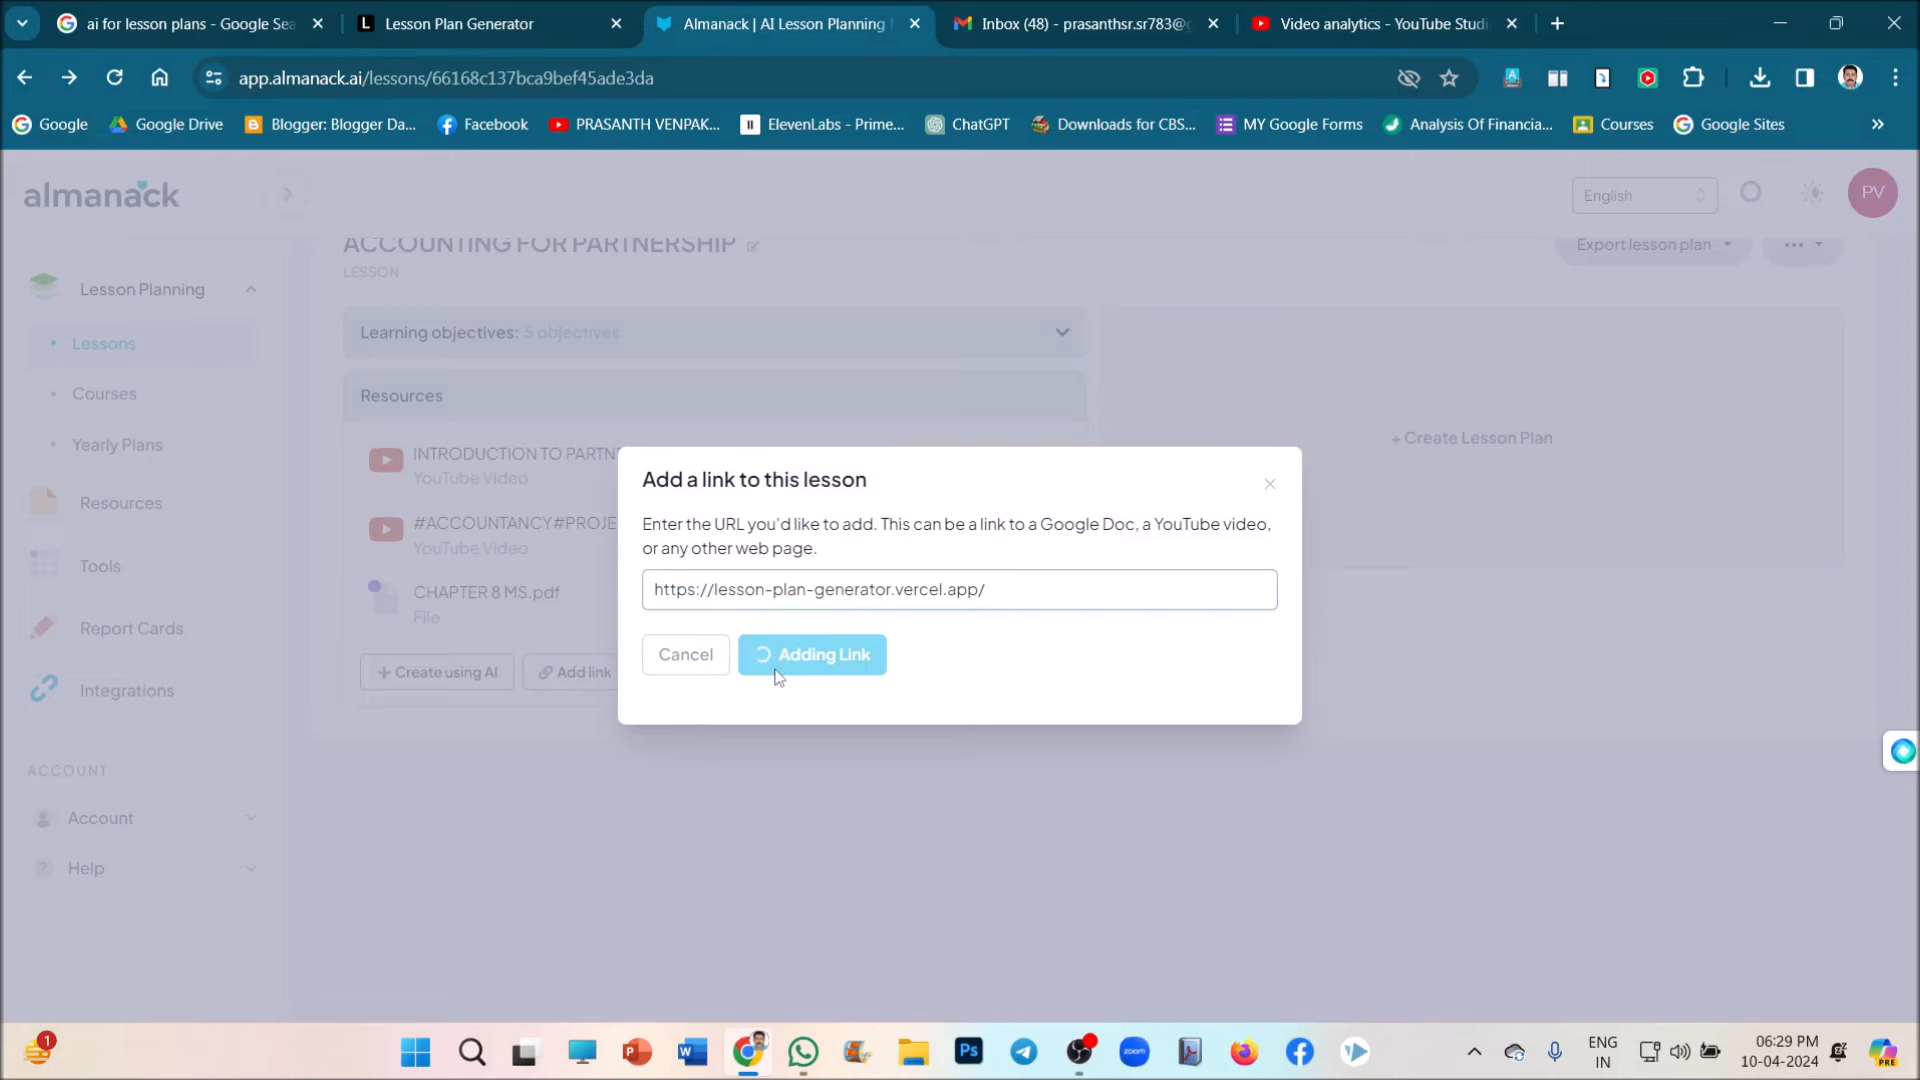 ai for lesson plans - Google Sea
Lesson Plan Generator
Almanack | AI Lesson Planning
Inbox (48) - prasanthsr.sr783@g
Video analytics - YouTube Studi
app.almanack.ai/lessons/66168c137bca9bef45ade3da
Google
Google Drive
Blogger: Blogger Da...
Facebook
PRASANTH VENPAK...
ElevenLabs - Prime...
ChatGPT
Downloads for CBS...
MY Google Forms
Analysis Of Financia...
Courses
Google Sites
almanack
English
PV
ACCOUNTING FOR PARTNERSHIP
LESSON
Export lesson plan
Lesson Planning
Lessons
Courses
Yearly Plans
Resources
Tools
Report Cards
Integrations
ACCOUNT
Account
Help
Learning objectives: 5 objectives
Resources
INTRODUCTION TO PARTN
YouTube Video
#ACCOUNTANCY#PROJE
YouTube Video
CHAPTER 8 MS.pdf
File
+ Create using AI
Add link
+ Create Lesson Plan
Add a link to this lesson
Enter the URL you'd like to add. This can be a link to a Google Doc, a YouTube video,
or any other web page.
https://lesson-plan-generator.vercel.app/
Cancel
Adding Link
1
ENG
IN
06:29 PM
10-04-2024
Ps
zoom
PRE